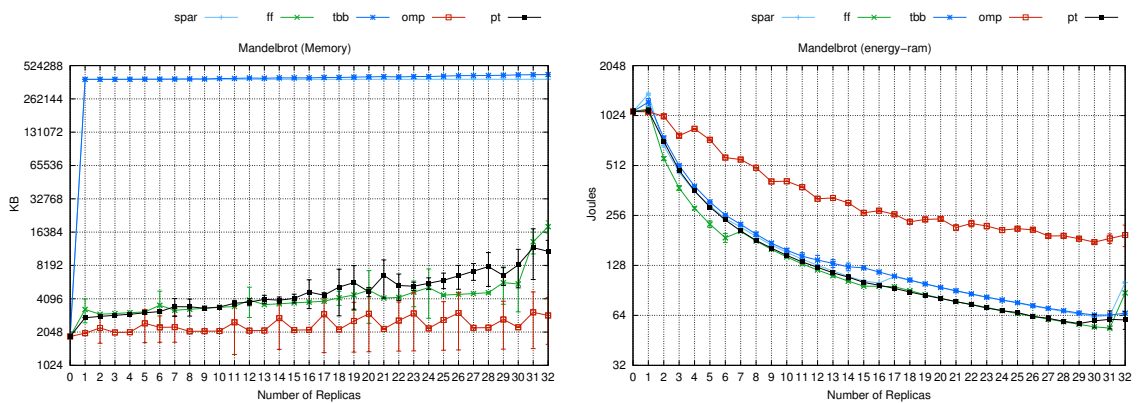 spar ff tbb omp pt
Mandelbrot (Memory)
524288
262144
131072
65536
32768
16384
8192
4096
2048
1024
KB
0 1 2 3 4 5 6 7 8 9 10 11 12 13 14 15 16 17 18 19 20 21 22 23 24 25 26 27 28 29 30 31 32
Number of Replicas
spar ff tbb omp pt
Mandelbrot (energy-ram)
2048
1024
512
256
128
64
32
Joules
0 1 2 3 4 5 6 7 8 9 10 11 12 13 14 15 16 17 18 19 20 21 22 23 24 25 26 27 28 29 30 31 32
Number of Replicas